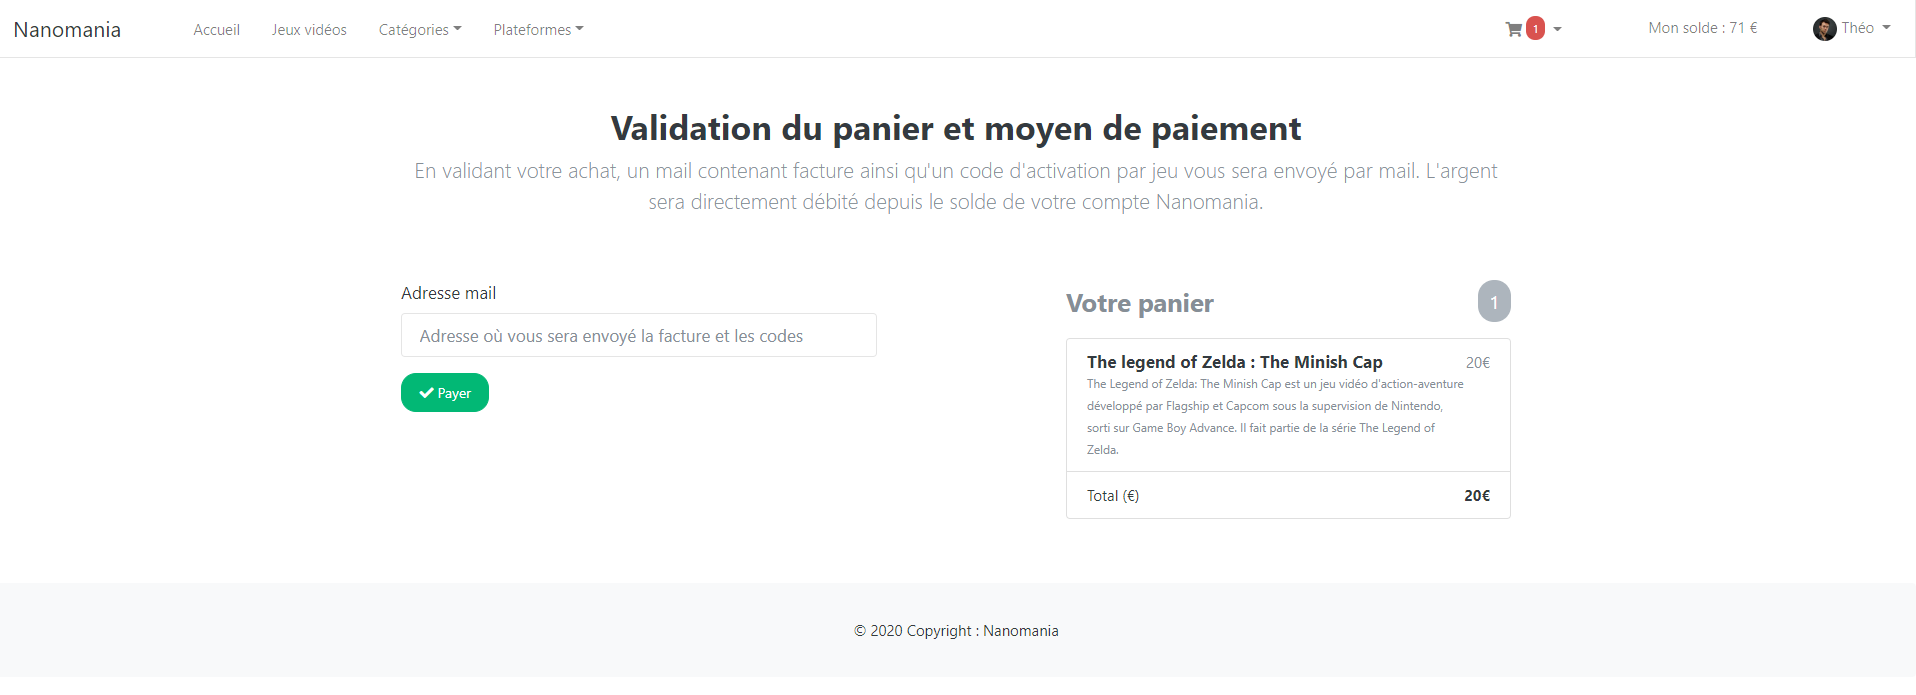 Nanomania
Accueil
Jeux vidéos
Catégories
Plateformes
1
Mon solde : 71 €
Théo
Validation du panier et moyen de paiement
En validant votre achat, un mail contenant facture ainsi qu'un code d'activation par jeu vous sera envoyé par mail. L'argent
sera directement débité depuis le solde de votre compte Nanomania.
Adresse mail
Adresse où vous sera envoyé la facture et les codes
Payer
Votre panier
1
The legend of Zelda : The Minish Cap
20€
The Legend of Zelda: The Minish Cap est un jeu vidéo d'action-aventure
développé par Flagship et Capcom sous la supervision de Nintendo,
sorti sur Game Boy Advance. Il fait partie de la série The Legend of
Zelda.
Total (€)
20€
© 2020 Copyright : Nanomania